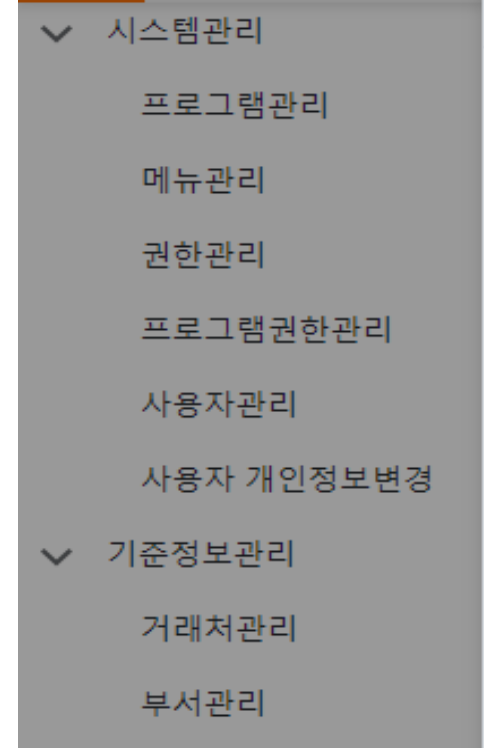 시스템관리
프로그램관리
메뉴관리
권한관리
프로그램권한관리
사용자관리
사용자 개인정보변경
기준정보관리
거래처관리
부서관리